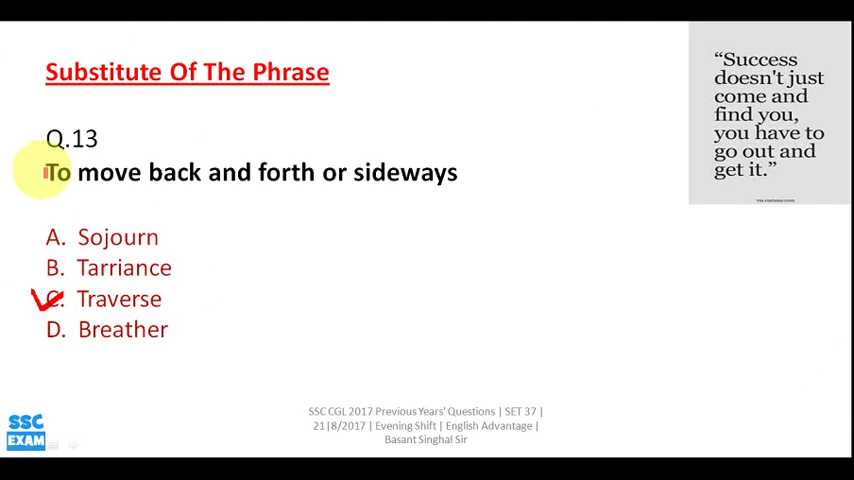 Substitute Of The Phrase
“Success
doesn't just
come and
find you,
you have to
go out and
get it.”
Q.13
To move back and forth or sideways
A. Sojourn
B. Tarriance
C. Traverse
D. Breather
SSC
EXAM
SSC CGL 2017 Previous Years' Questions | SET 37 |
21|8/2017 | Evening Shift | English Advantage |
Basant Singhal Sir